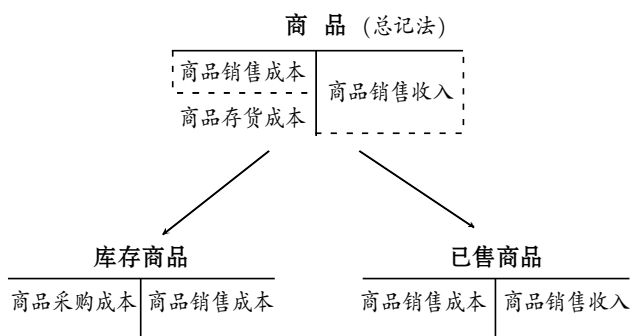 商 品 (总记法)
商品销售成本
商品销售收入
商品存货成本
库存商品
已售商品
商品采购成本 商品销售成本
商品销售成本 商品销售收入